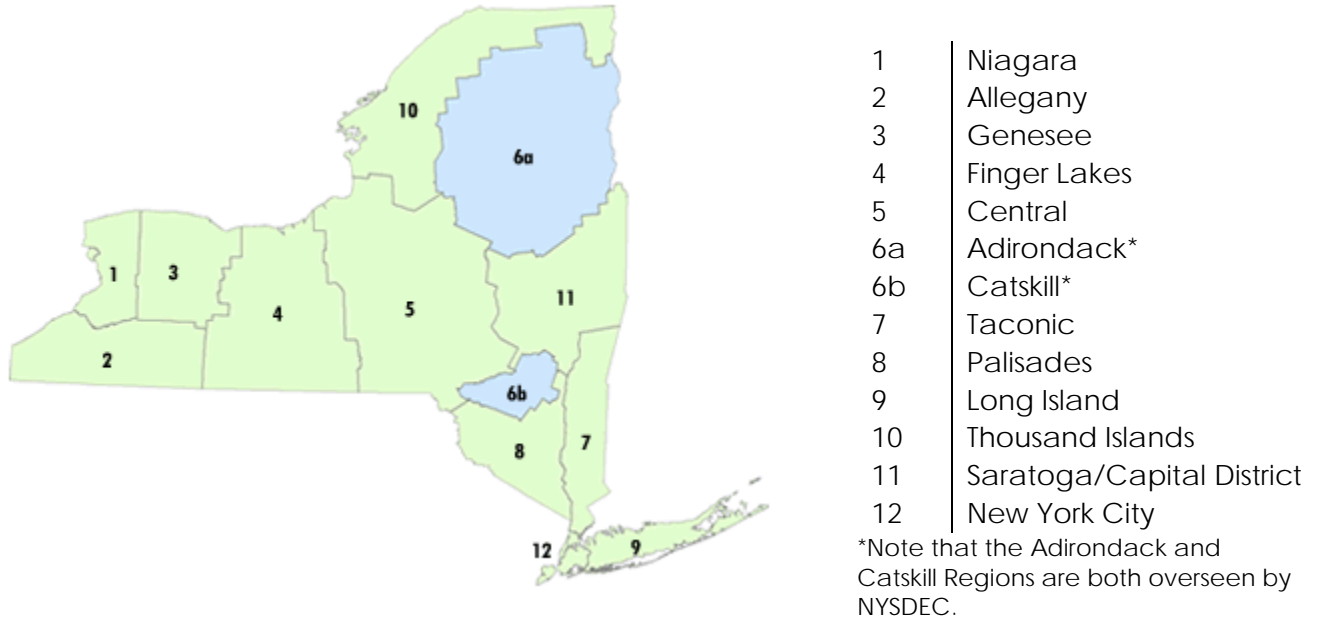 10
6a
1
3
4
5
11
2
6b
8
7
12
9
1 Niagara
2 Allegany
3 Genesee
4 Finger Lakes
5 Central
6a Adirondack*
6b Catskill*
7 Taconic
8 Palisades
9 Long Island
10 Thousand Islands
11 Saratoga/Capital District
12 New York City
*Note that the Adirondack and
Catskill Regions are both overseen by
NYSDEC.